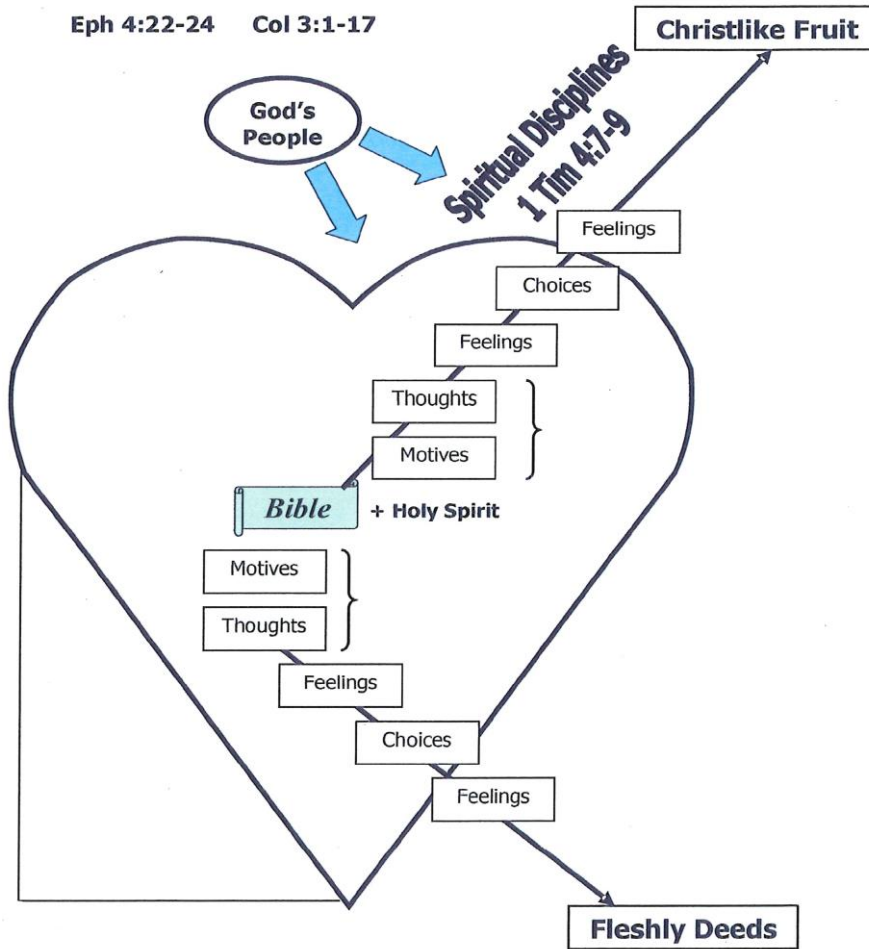 Eph 4:22-24 Col 3:1-17
Christlike Fruit
God's
People
Spiritual Disciplines
1 Tim 4:7-9
Feelings
Choices
Feelings
Thoughts
Motives
Bible + Holy Spirit
Motives
Thoughts
Feelings
Choices
Feelings
Fleshly Deeds